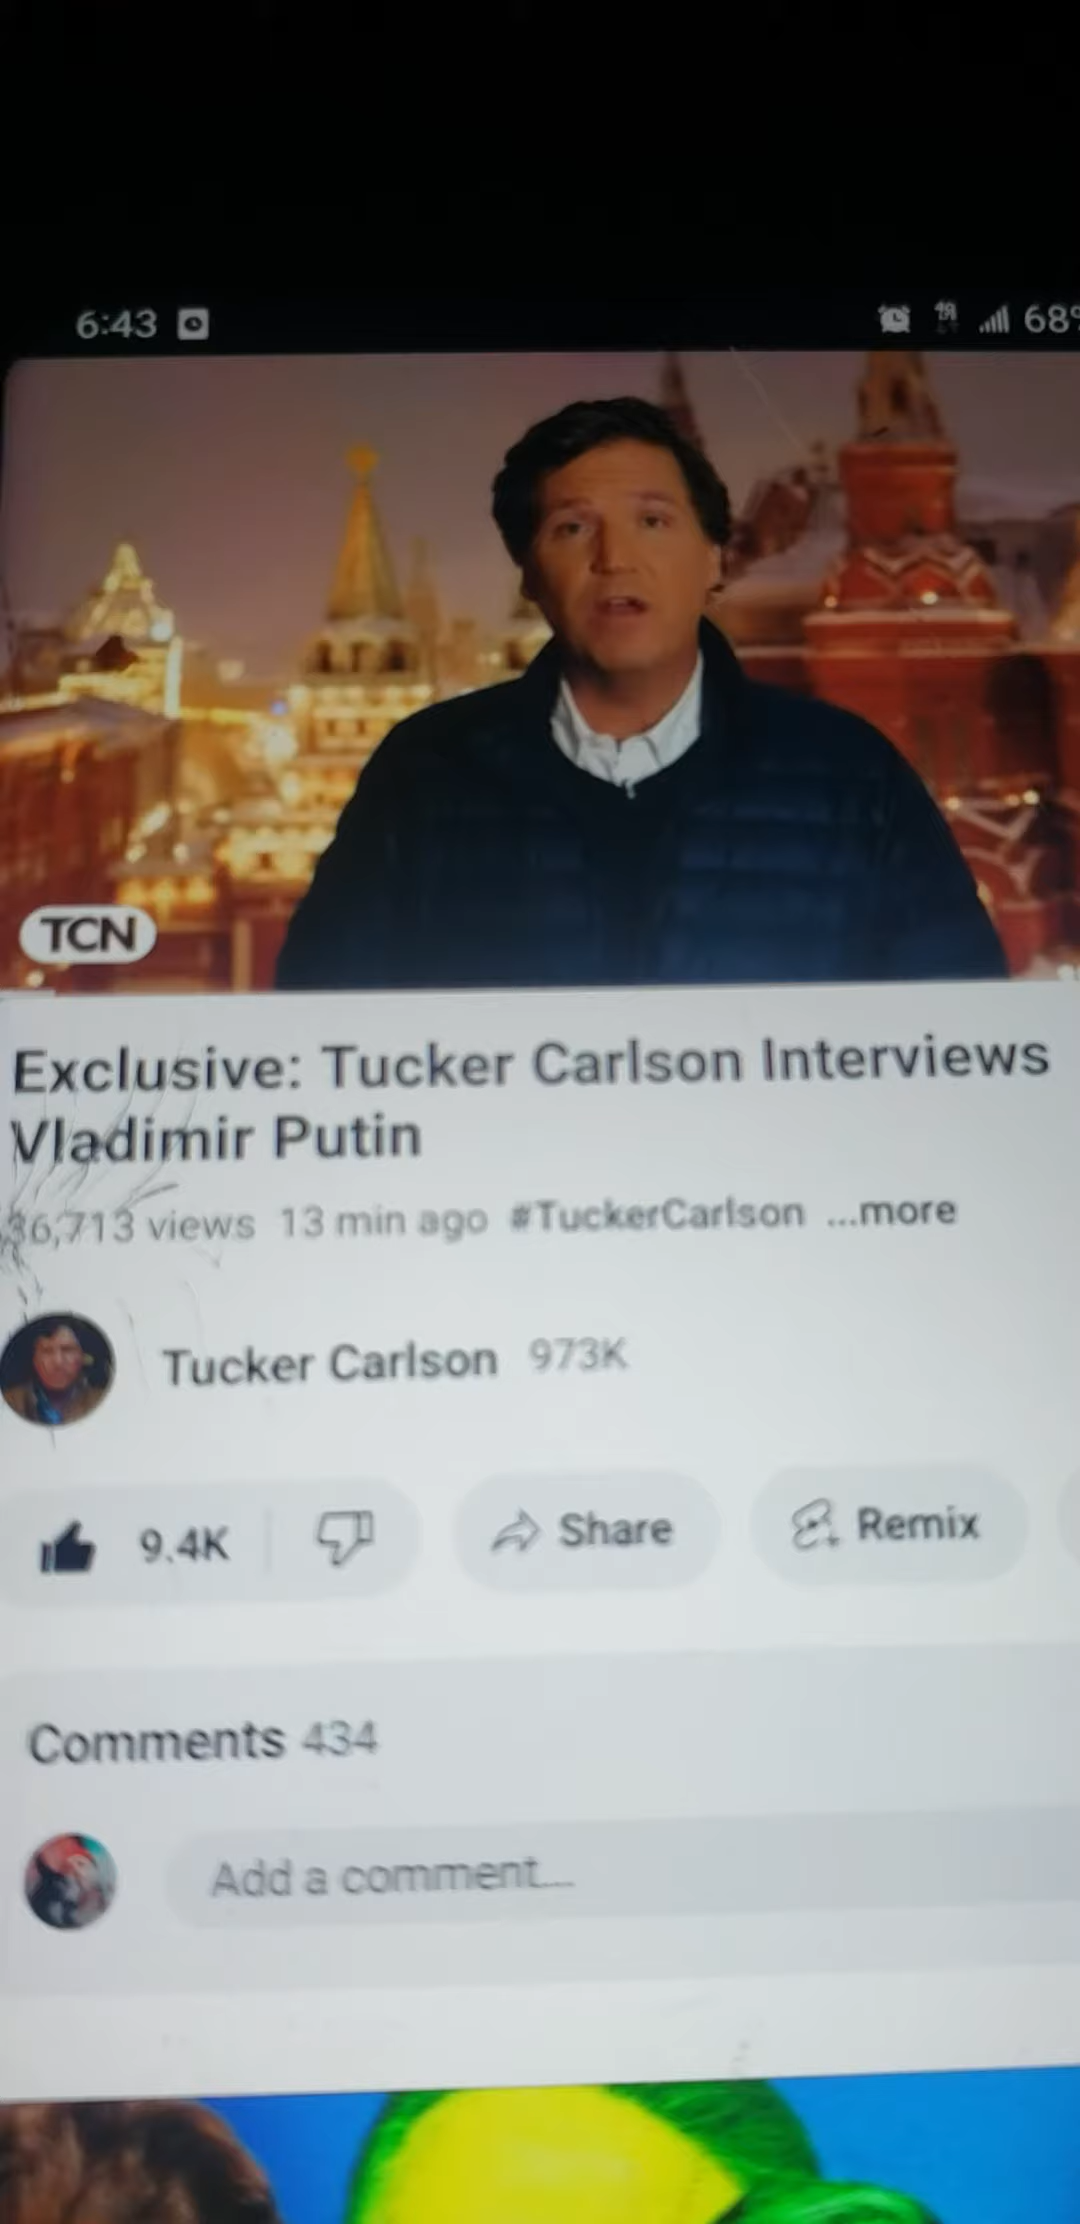 6:43 68%
TCN
Exclusive: Tucker Carlson Interviews
Vladimir Putin
36,713 views 13 min ago #TuckerCarlson ...more
Tucker Carlson 973K
9.4K Share Remix
Comments 434
Add a comment...